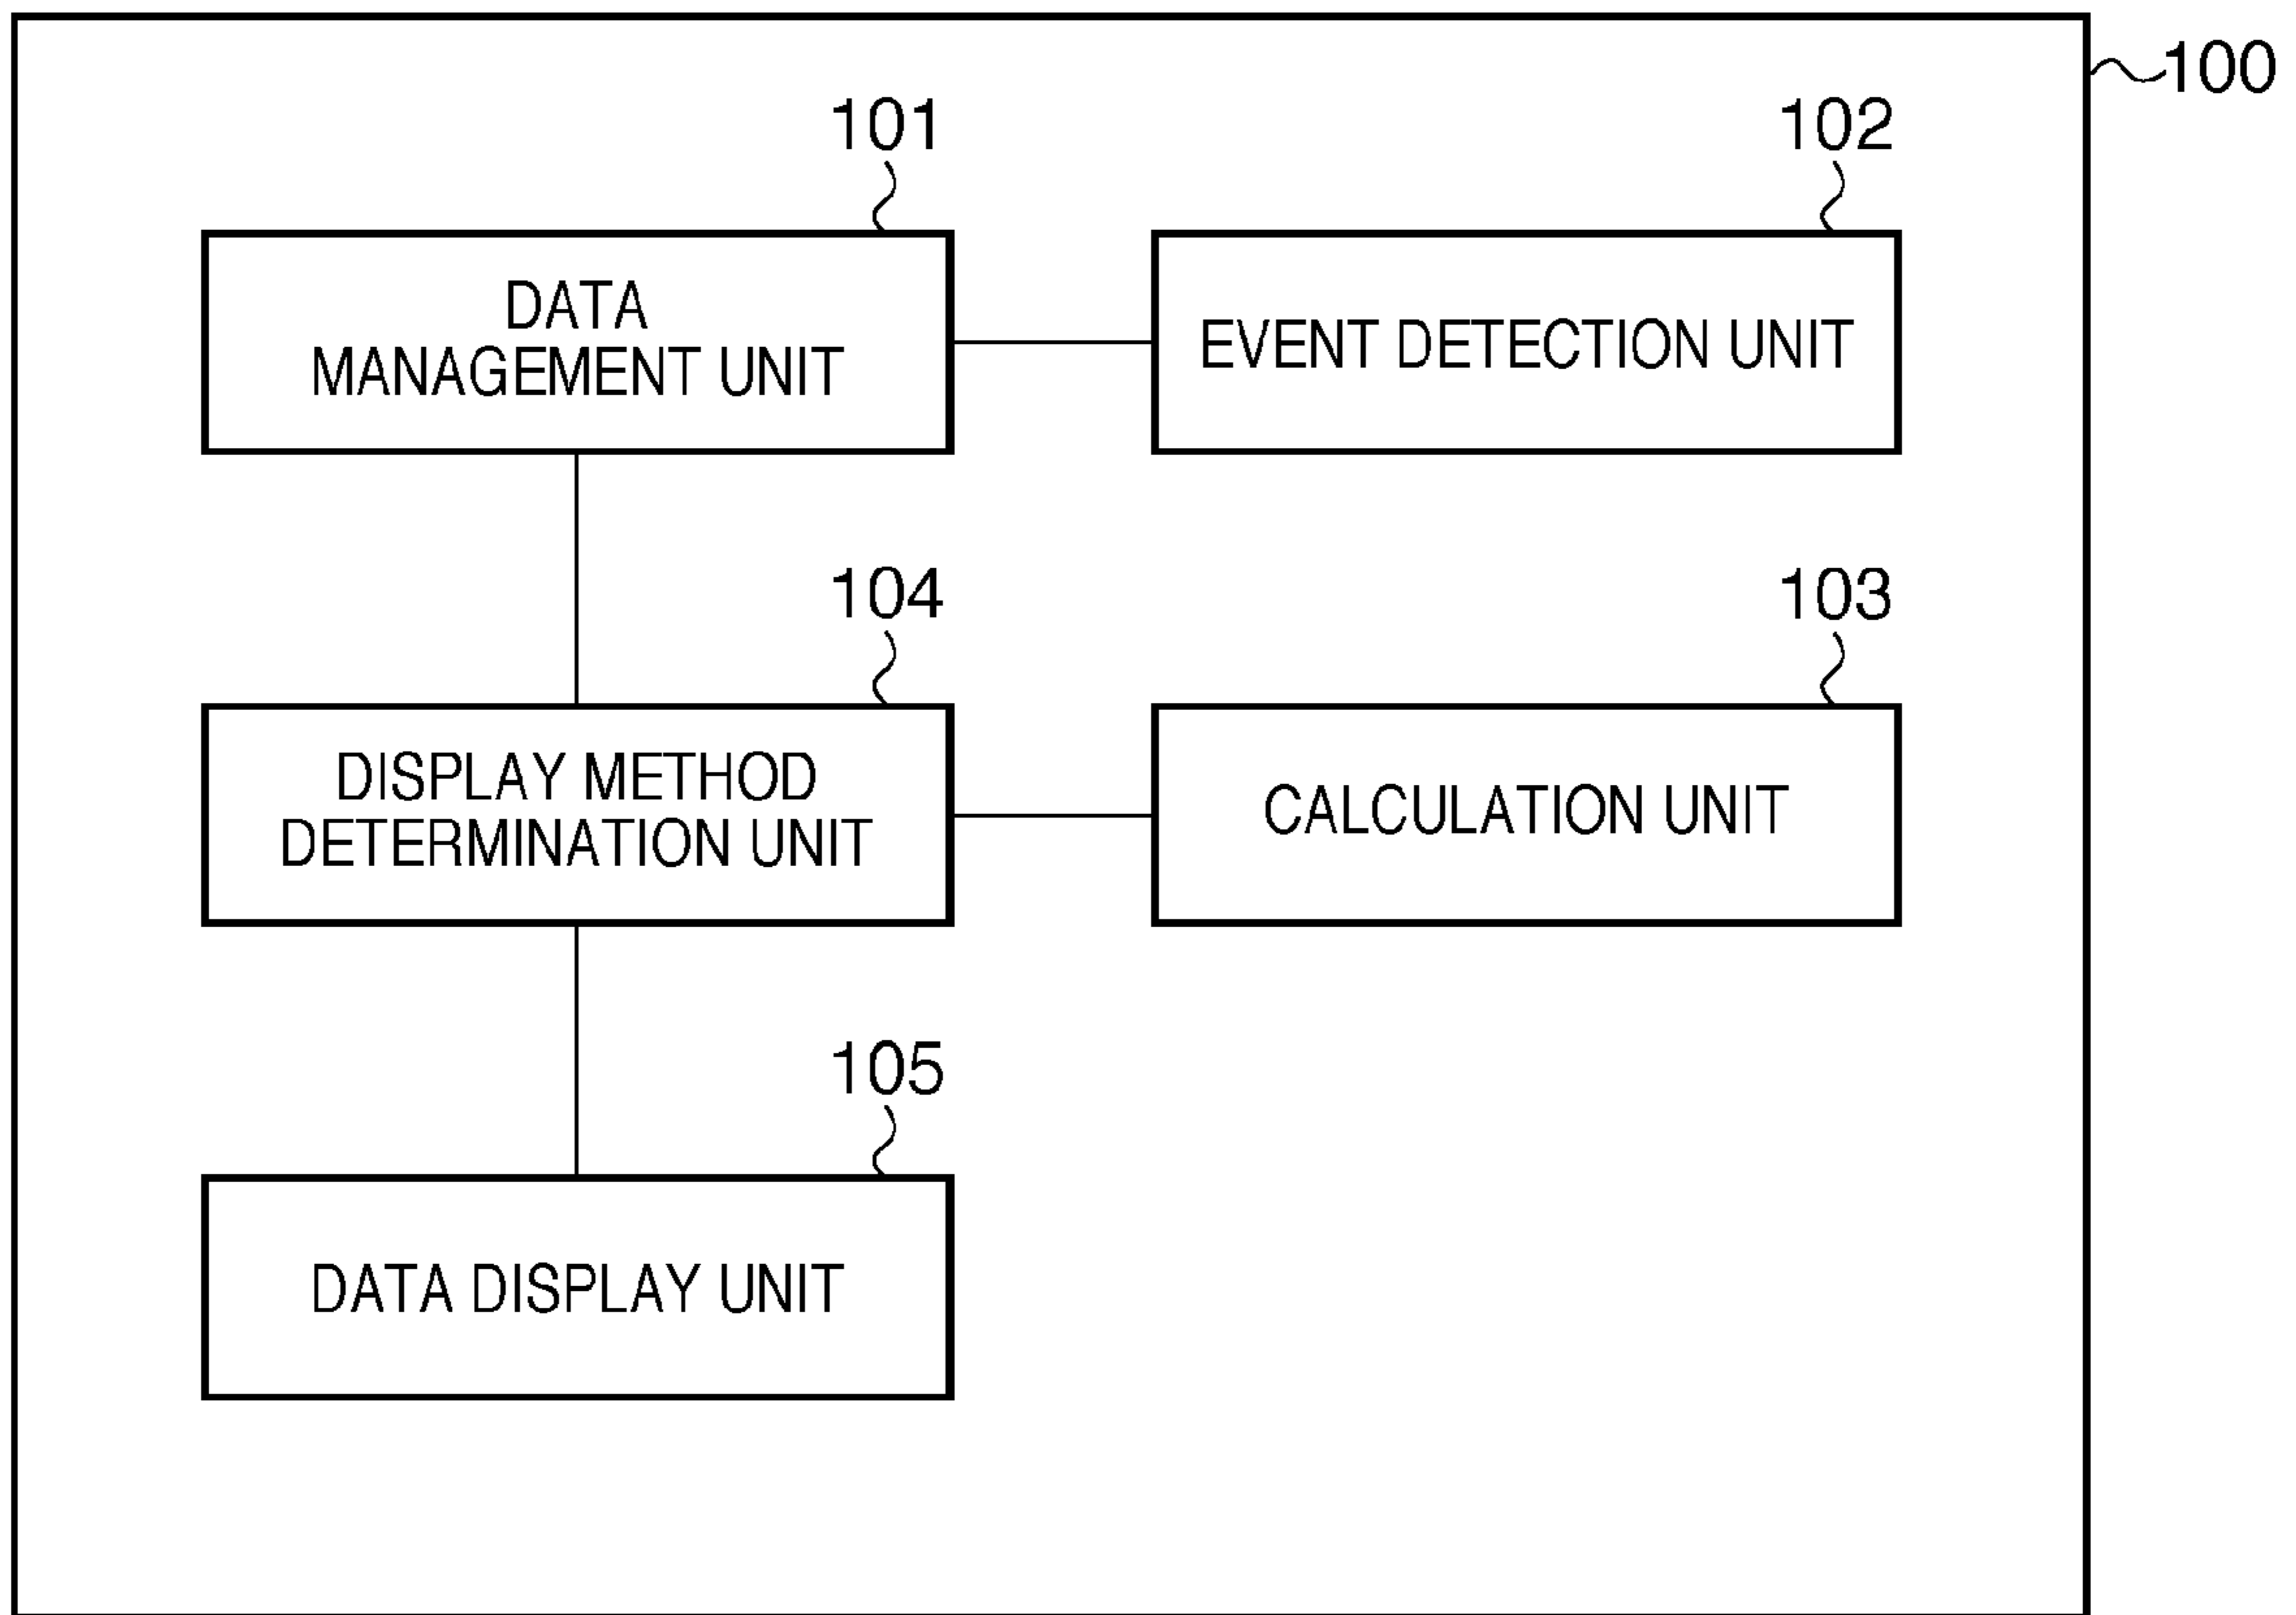 100
101
102
DATA
MANAGEMENT UNIT
EVENT DETECTION UNIT
104
103
DISPLAY METHOD
DETERMINATION UNIT
CALCULATION UNIT
105
DATA DISPLAY UNIT